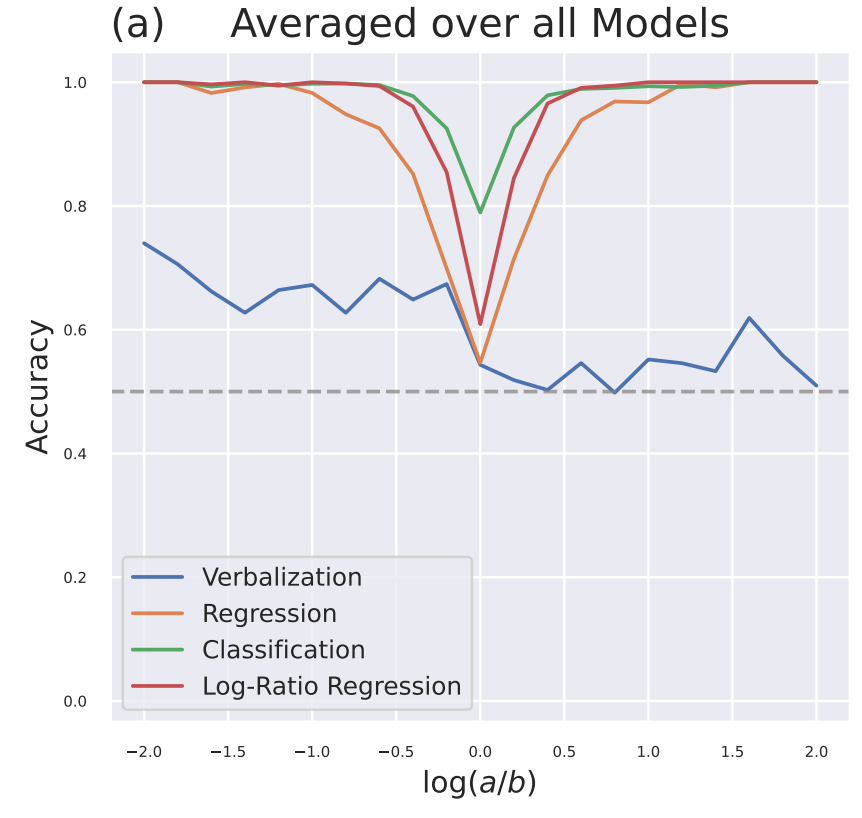 (a) Averaged over all Models
1.0
0.8
0.6
0.4
0.2
0.0
Accuracy
Verbalization
Regression
Classification
Log-Ratio Regression
−2.0 −1.5 −1.0 −0.5 0.0 0.5 1.0 1.5 2.0
log(a/b)